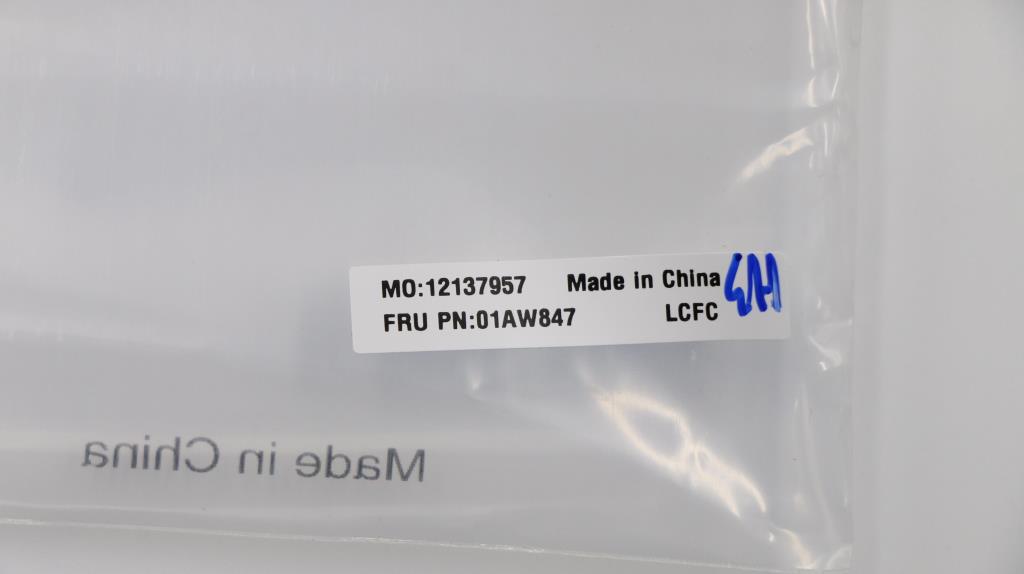 MO:12137957 Made in China
FRU PN:01AW847 LCFC
Made in China